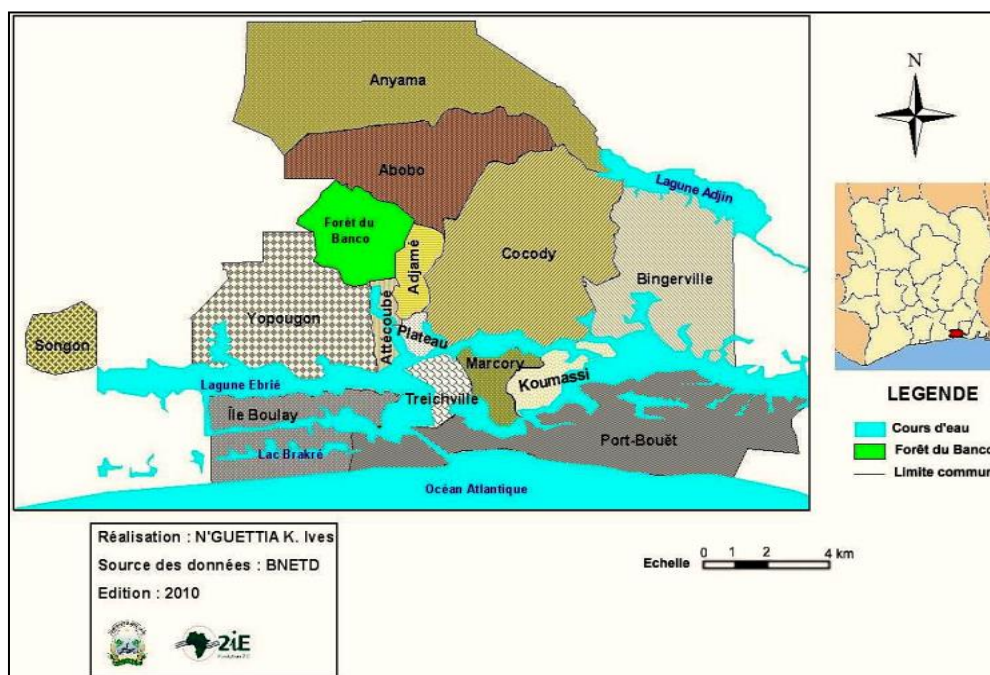 Anyama
Abobo
Forêt du
Banco
Adjamé
Cocody
Lagune Adjin
Bingerville
Yopougon
Attécoubé
Plateau
Songon
Marcory
Koumassi
Lagune Ebrié
Treichville
Île Boulay
Port-Bouët
Lac Brakré
Océan Atlantique
N
LEGENDE
Cours d'eau
Forêt du Banco
Limite commun
Réalisation : N'GUETTIA K. Ives
Source des données : BNETD
Edition : 2010
2iE
Echelle 0 1 2 4 km